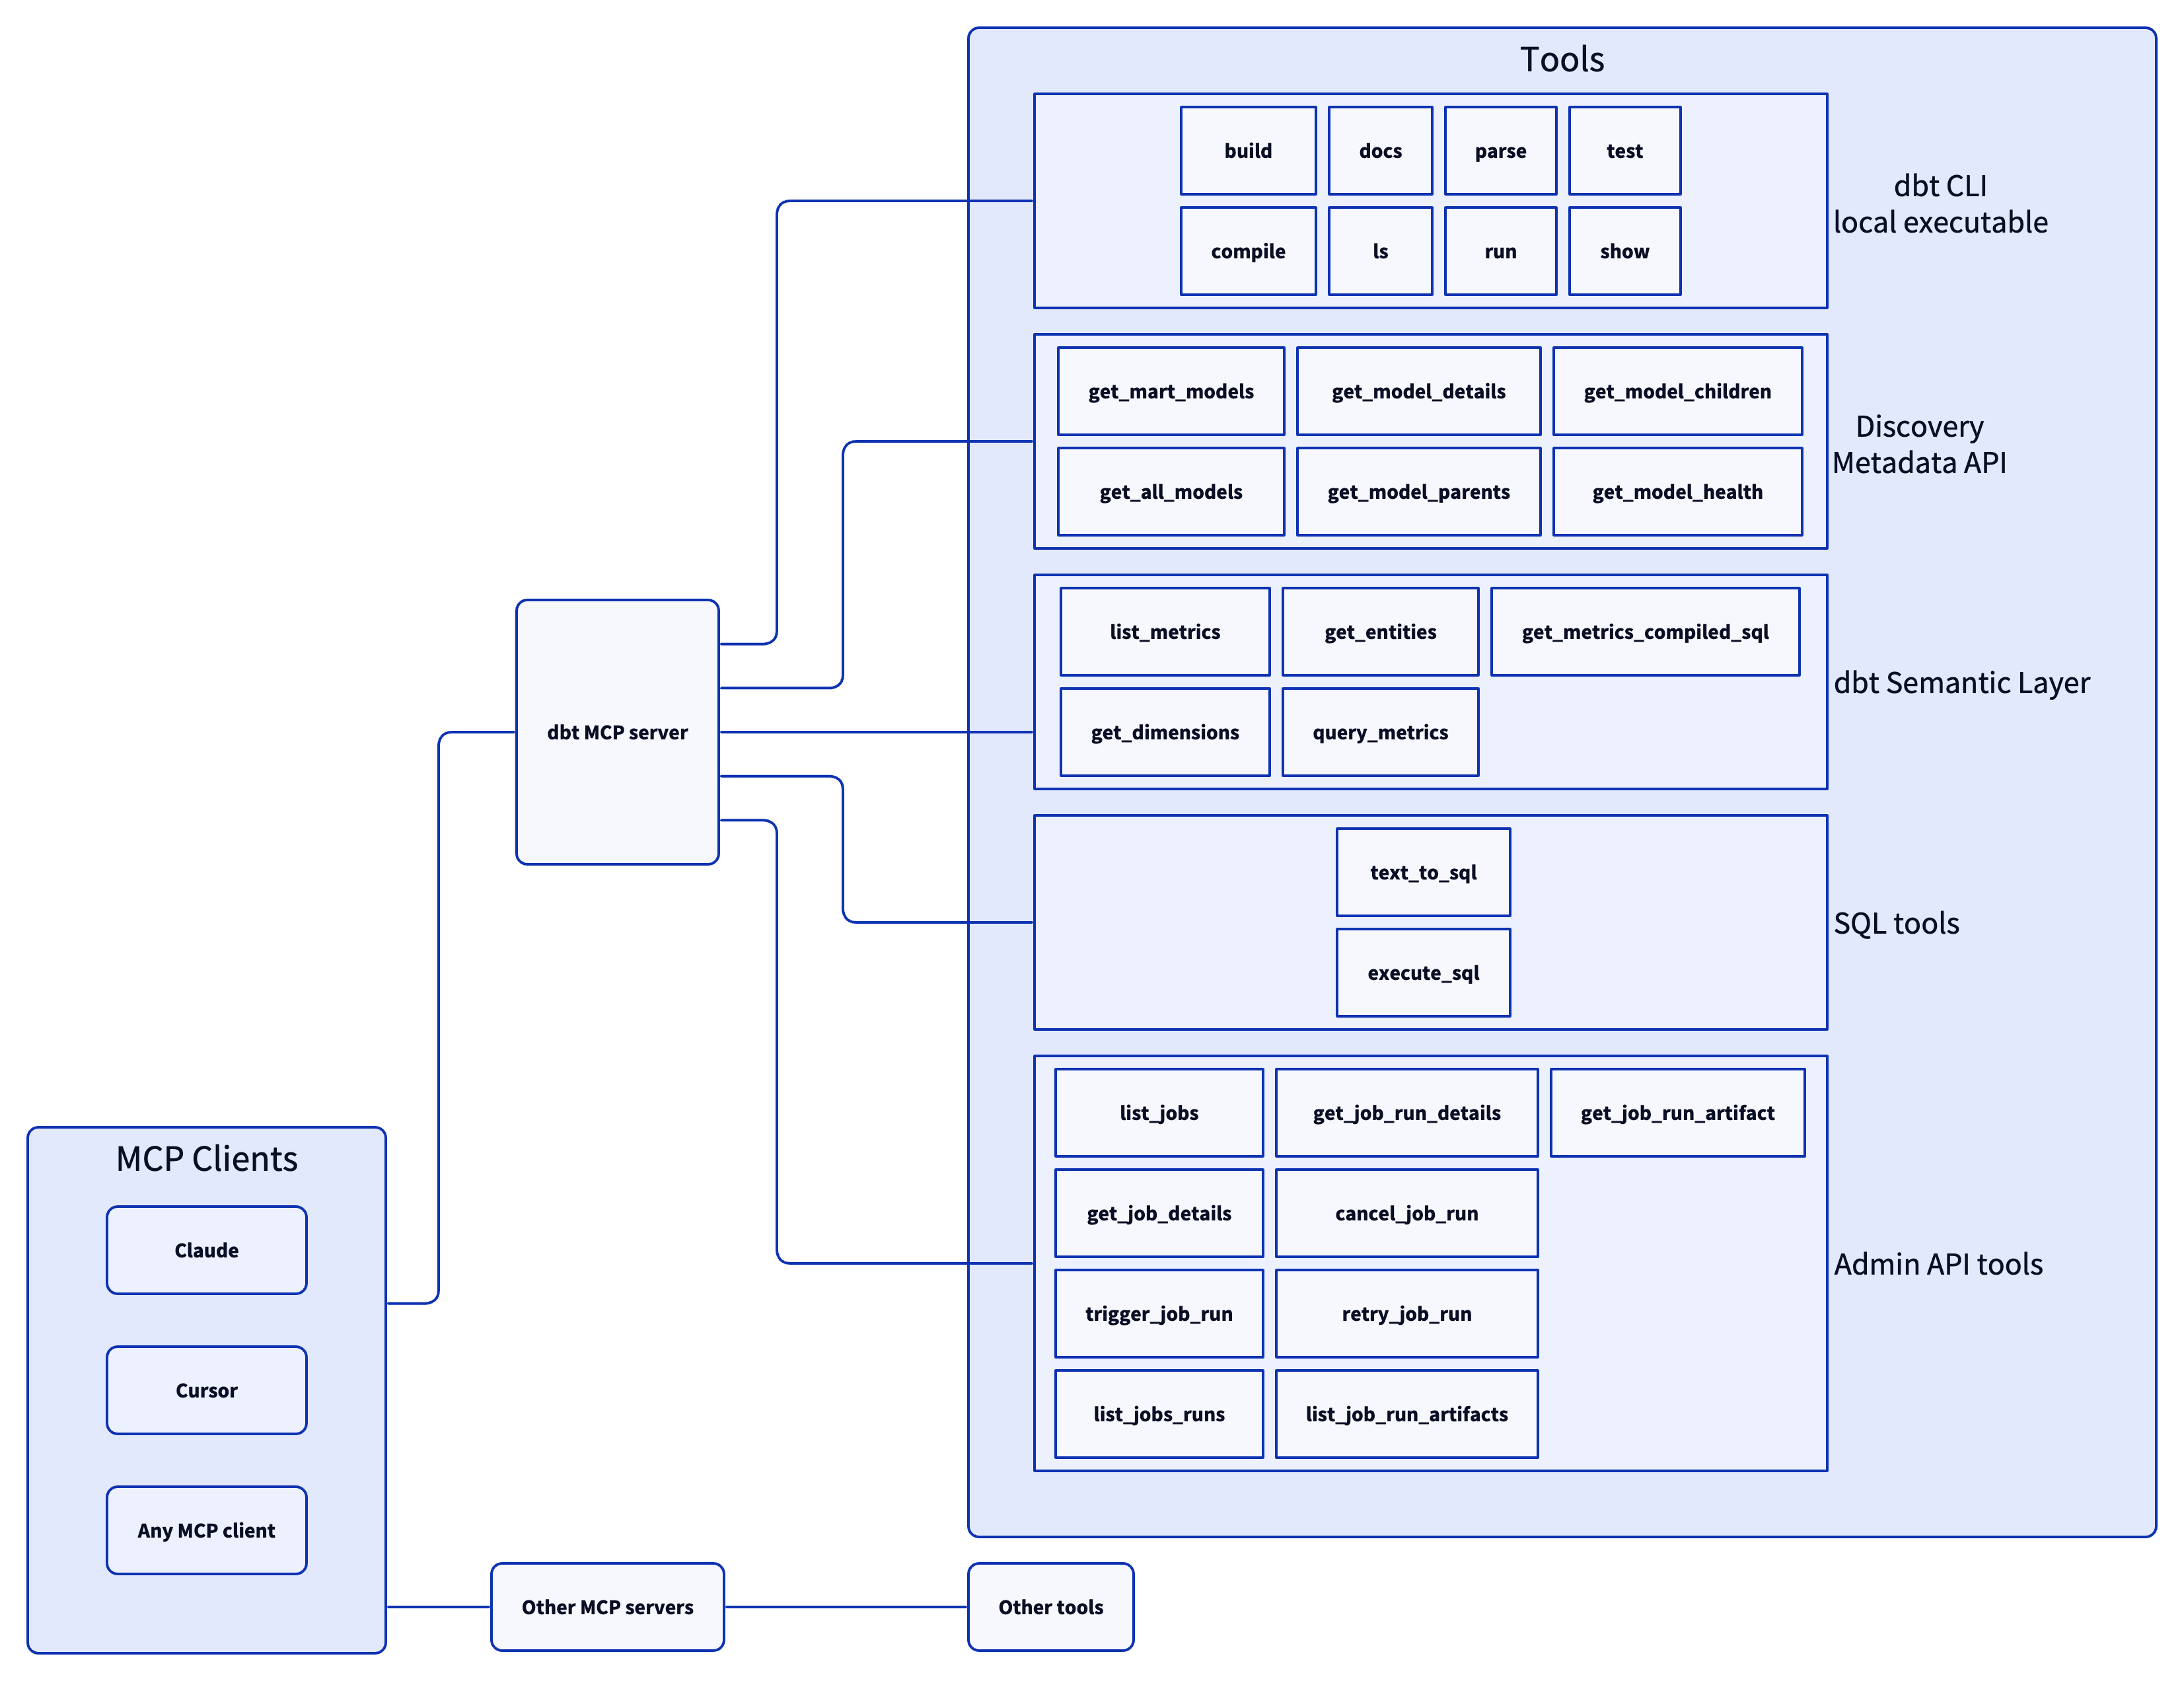 Tools
build
docs
parse
test
compile
ls
run
show
dbt CLI
local executable
get_mart_models
get_model_details
get_model_children
get_all_models
get_model_parents
get_model_health
Discovery
Metadata API
list_metrics
get_entities
get_metrics_compiled_sql
get_dimensions
query_metrics
dbt Semantic Layer
dbt MCP server
text_to_sql
execute_sql
SQL tools
list_jobs
get_job_run_details
get_job_run_artifact
get_job_details
cancel_job_run
trigger_job_run
retry_job_run
list_jobs_runs
list_job_run_artifacts
Admin API tools
MCP Clients
Claude
Cursor
Any MCP client
Other MCP servers
Other tools